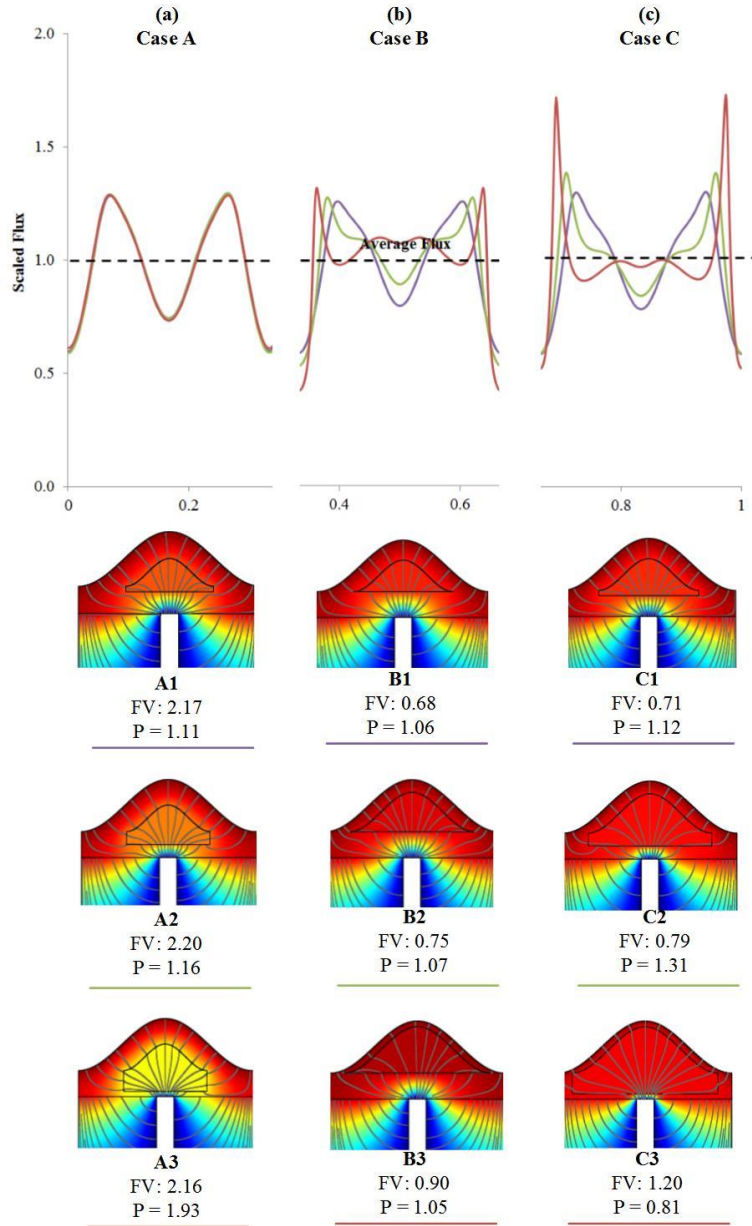 (a) (b) (c)
Case A Case B Case C
2.0
1.5
Average Flux
1.0
Scaled Flux
0.5
0.0
0 0.2 0.4 0.6 0.8 1
A1 B1 C1
FV: 2.17 FV: 0.68 FV: 0.71
P = 1.11 P = 1.06 P = 1.12
A2 B2 C2
FV: 2.20 FV: 0.75 FV: 0.79
P = 1.16 P = 1.07 P = 1.31
A3 B3 C3
FV: 2.16 FV: 0.90 FV: 1.20
P = 1.93 P = 1.05 P = 0.81